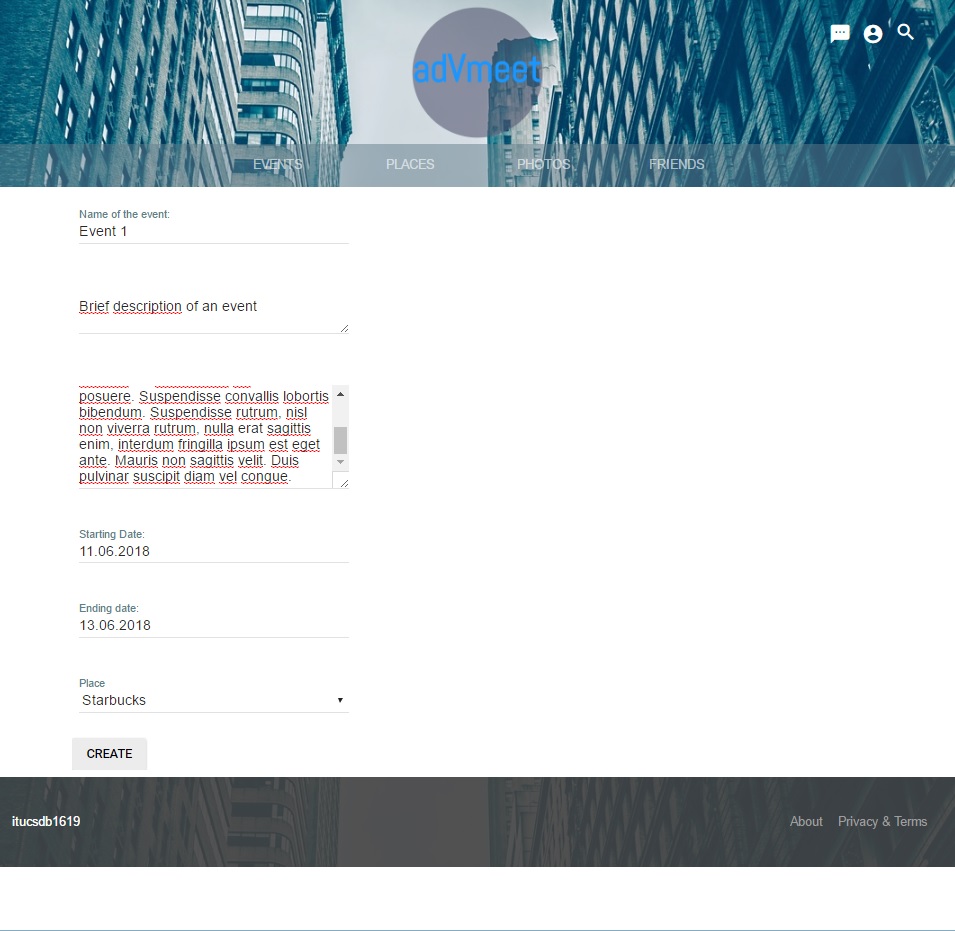 adVmeet
EVENTS PLACES PHOTOS FRIENDS
Name of the event:
Event 1
Brief description of an event
posuere. Suspendisse convallis lobortis
bibendum. Suspendisse rutrum, nisl
non viverra rutrum, nulla erat sagittis
enim, interdum fringilla ipsum est eget
ante. Mauris non sagittis velit. Duis
pulvinar suscipit diam vel congue.
Starting Date:
11.06.2018
Ending date:
13.06.2018
Place
Starbucks
CREATE
itucsdb1619 About Privacy & Terms